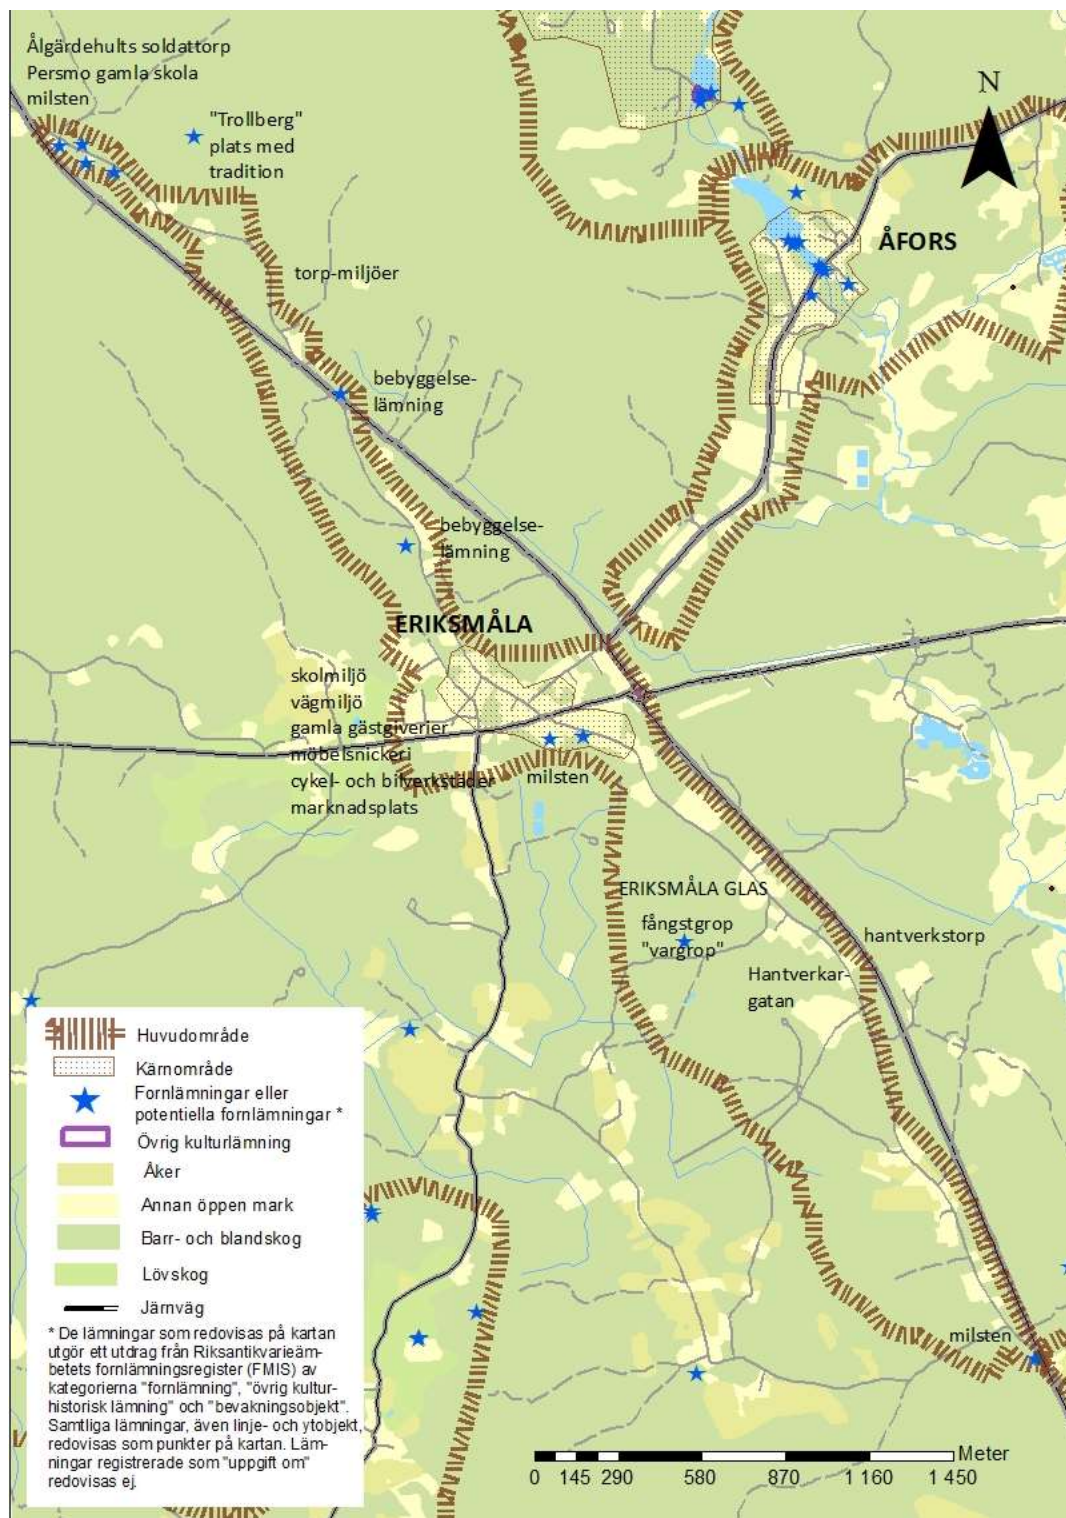 Ålgärdehults soldattorp
Persmo gamla skola
milsten
"Trollberg"
plats med
tradition
N
ÅFORS
torp-miljöer
bebyggelse-
lämning
bebyggelse-
lämning
ERIKSMÅLA
skolmiljö
vägmiljö
gamla gästgiverier
möbelsnickeri
cykel- och bilverkstäder
marknadsplats
milsten
ERIKSMÅLA GLAS
fångstgrop
"vargrop"
hantverkstorp
Hantverkar-
gatan
milsten
Huvudområde
Kärnområde
Fornlämningar eller
potentiella fornlämningar *
Övrig kulturlämning
Åker
Annan öppen mark
Barr- och blandskog
Lövskog
Järnväg
* De lämningar som redovisas på kartan
utgör ett utdrag från Riksantikvarieäm-
betets fornlämningsregister (FMIS) av
kategorierna "fornlämning", "övrig kultur-
historisk lämning" och "bevakningsobjekt".
Samtliga lämningar, även linje- och ytobjekt,
redovisas som punkter på kartan. Läm-
ningar registrerade som "uppgift om"
redovisas ej.
Meter
0 145 290 580 870 1 160 1 450